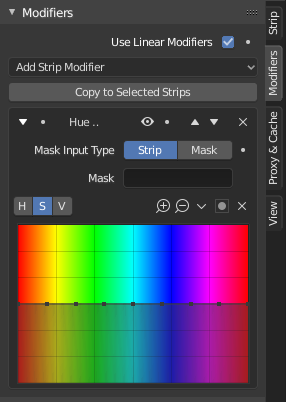 Modifiers
Use Linear Modifiers
Add Strip Modifier
Copy to Selected Strips
Hue ..
Mask Input Type Strip Mask
Mask
H S V
Strip
Modifiers
Proxy & Cache
View